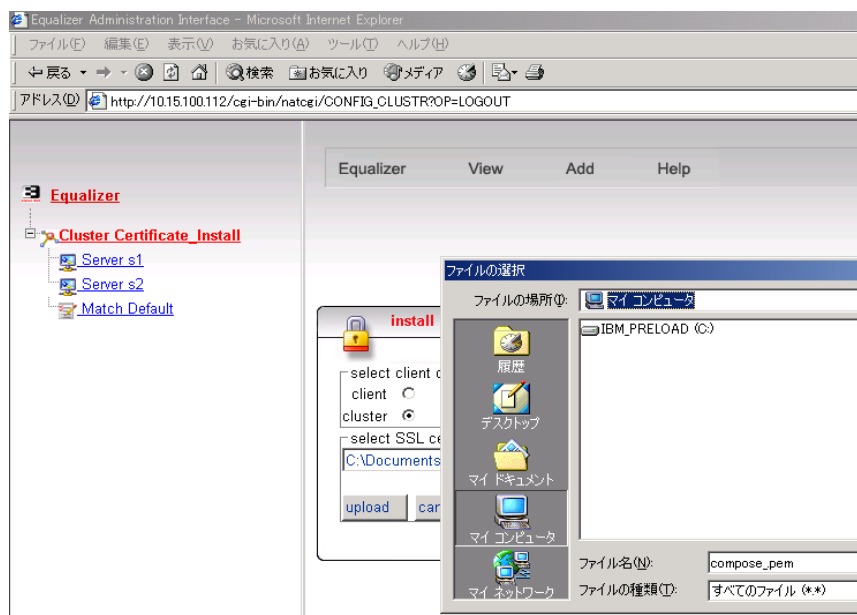 Equalizer Administration Interface - Microsoft Internet Explorer
ファイル(F) 編集(E) 表示(V) お気に入り(A) ツール(T) ヘルプ(H)
戻る 検索 お気に入り メディア
アドレス(D) http://10.15.100.112/cgi-bin/natcgi/CONFIG_CLUSTR?OP=LOGOUT
Equalizer View Add Help
Equalizer
Cluster Certificate_Install
Server s1
Server s2
Match Default
install
select client c
client
cluster
select SSL ce
C:\Documents
upload can
ファイルの選択
ファイルの場所(I): マイ コンピュータ
IBM_PRELOAD (C:)
履歴
デスクトップ
マイ ドキュメント
マイ コンピュータ
マイ ネットワーク
ファイル名(N): compose_pem
ファイルの種類(T): すべてのファイル (*.*)